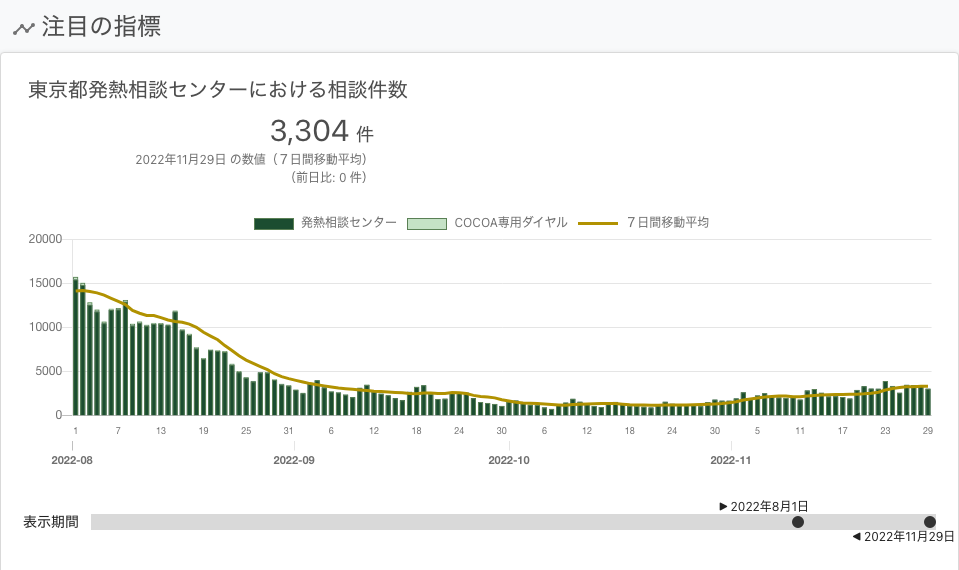 注目の指標
東京都発熱相談センターにおける相談件数
3,304 件
2022年11月29日 の数値（７日間移動平均）
（前日比: 0 件）
発熱相談センター COCOA専用ダイヤル ７日間移動平均
20000
15000
10000
5000
0
1 7 13 19 25 31 6 12 18 24 30 6 12 18 24 30 5 11 17 23 29
2022-08 2022-09 2022-10 2022-11
▶ 2022年8月1日
表示期間
◀ 2022年11月29日